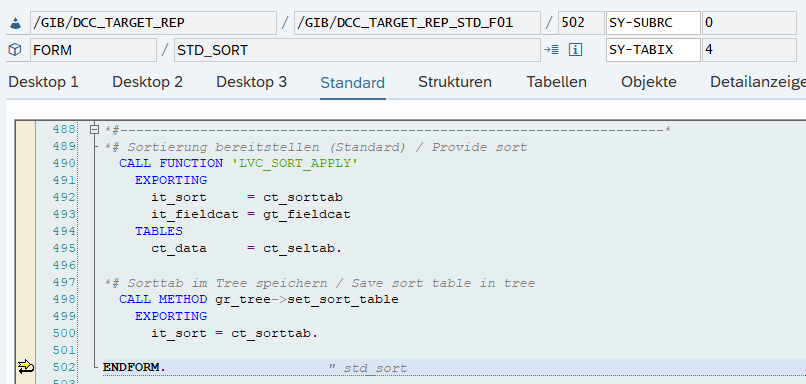 /GIB/DCC_TARGET_REP / /GIB/DCC_TARGET_REP_STD_F01 / 502 SY-SUBRC 0
FORM / STD_SORT SY-TABIX 4
Desktop 1 Desktop 2 Desktop 3 Standard Strukturen Tabellen Objekte Detailanzeige
488 *#--------------------------------------------------------------------*
489 *# Sortierung bereitstellen (Standard) / Provide sort
490 CALL FUNCTION 'LVC_SORT_APPLY'
491 EXPORTING
492 it_sort = ct_sorttab
493 it_fieldcat = gt_fieldcat
494 TABLES
495 ct_data = ct_seltab.
496
497 *# Sorttab im Tree speichern / Save sort table in tree
498 CALL METHOD gr_tree->set_sort_table
499 EXPORTING
500 it_sort = ct_sorttab.
501
502 ENDFORM. " std_sort